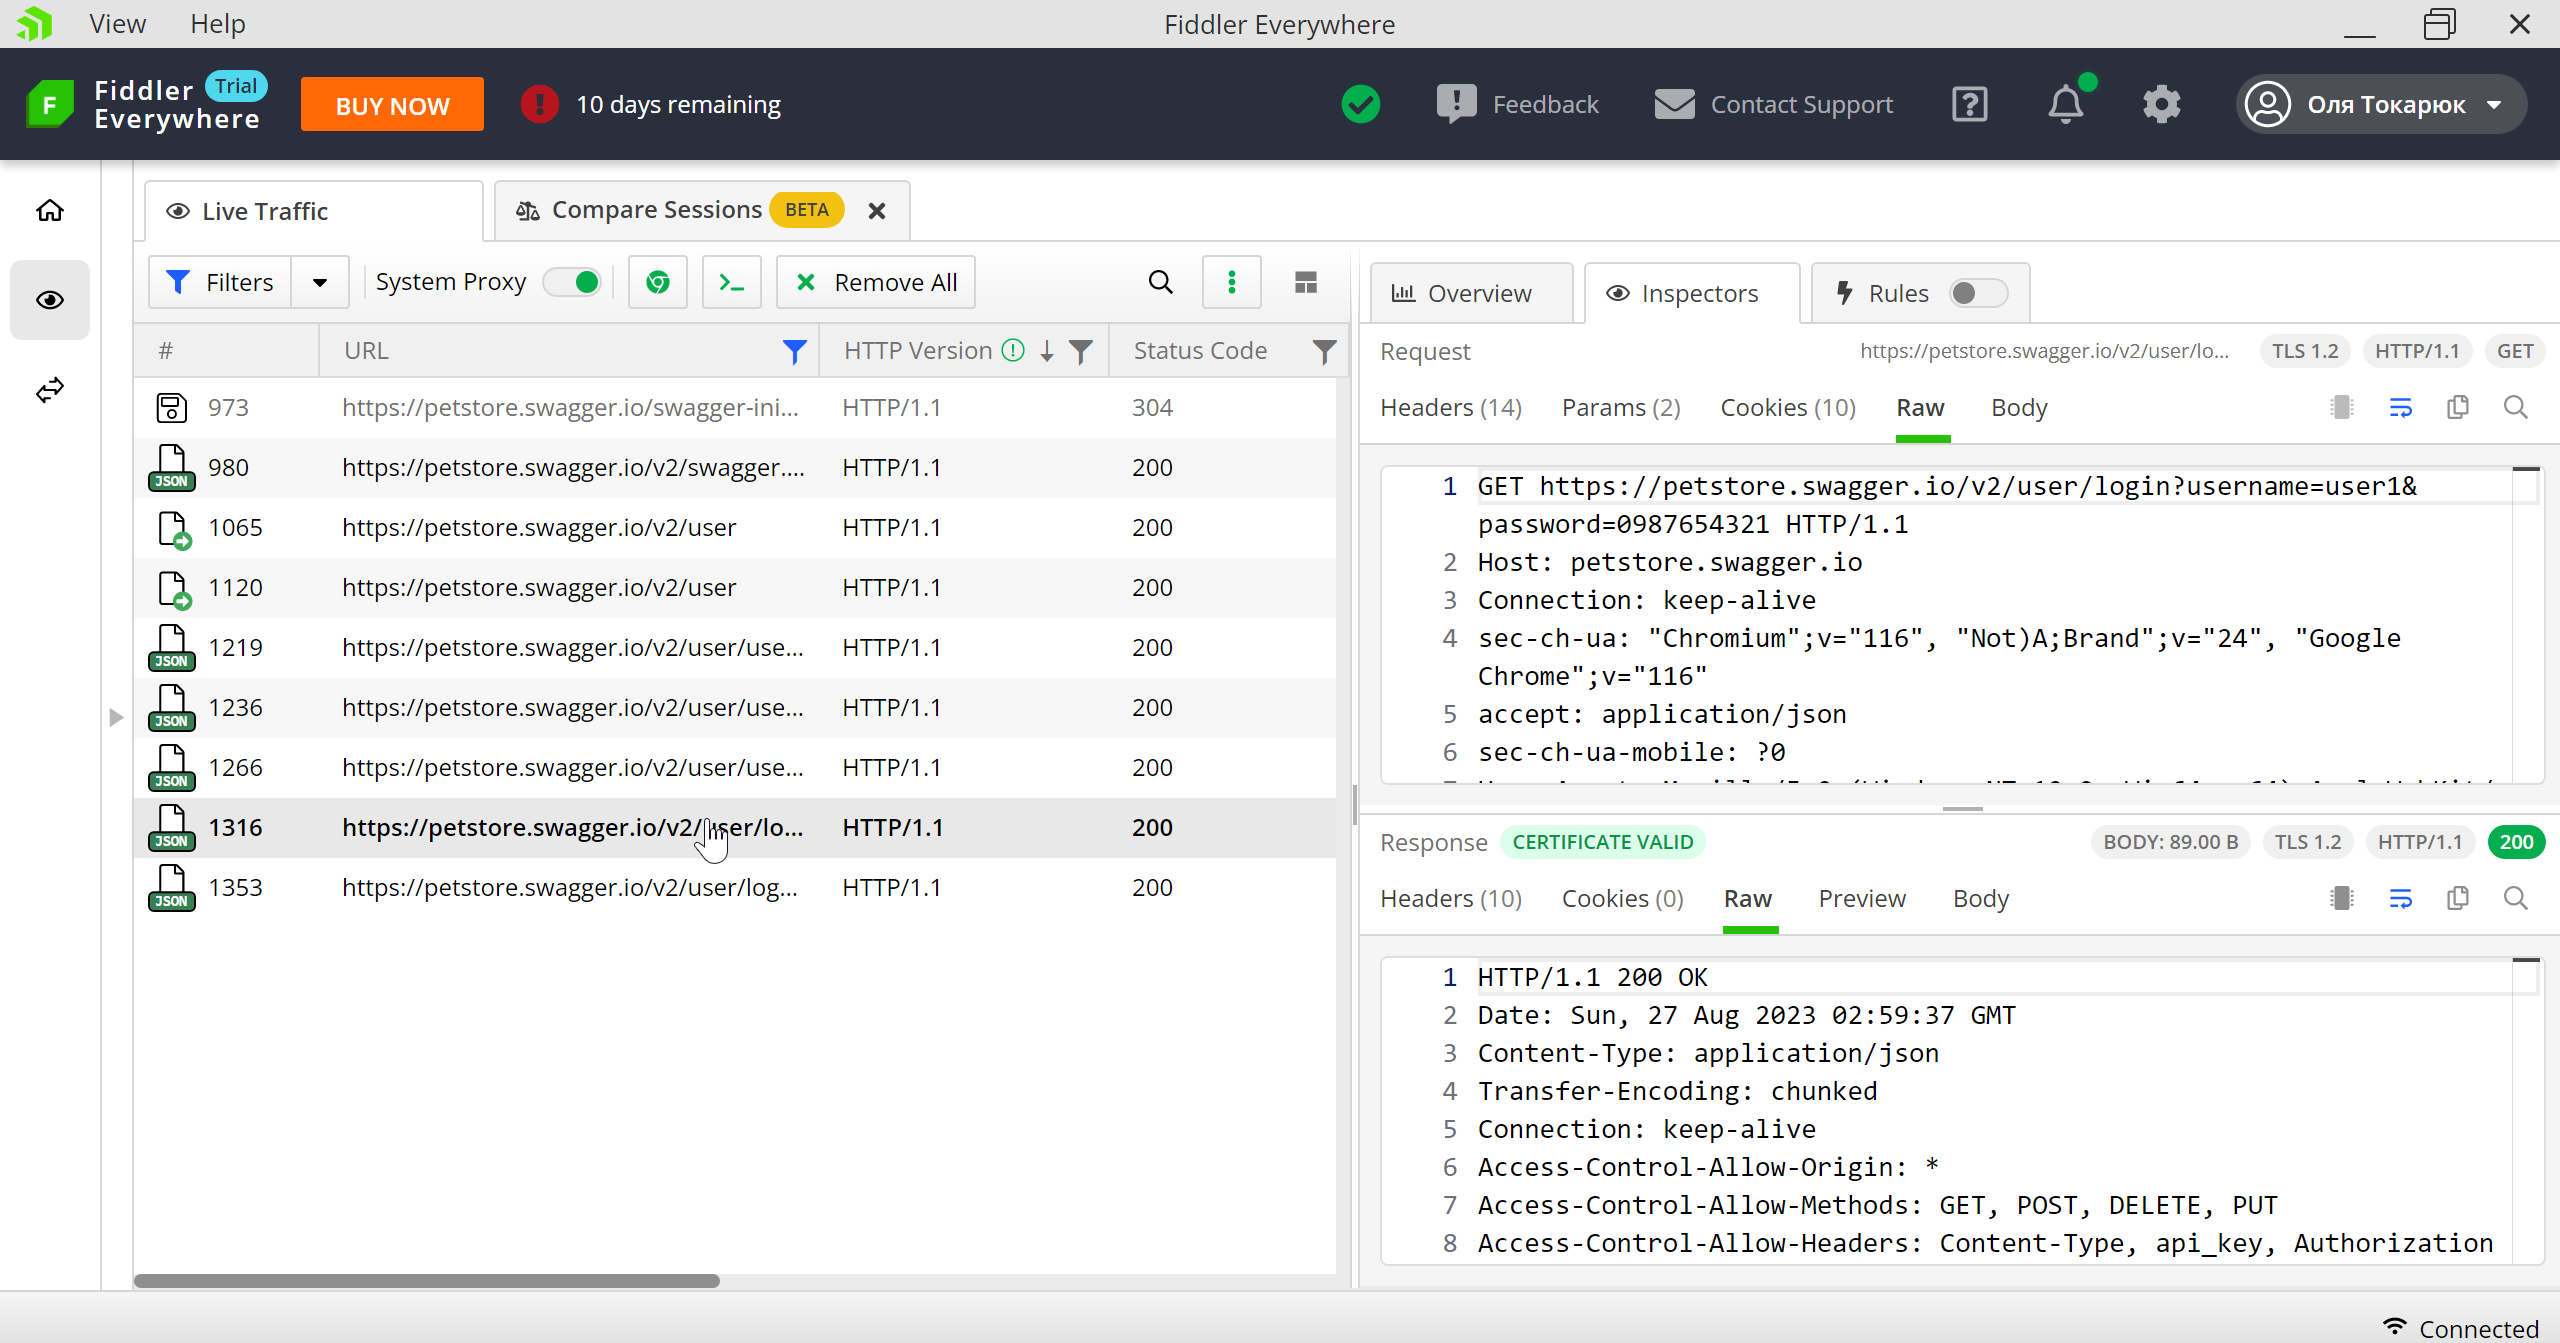 View Help Fiddler Everywhere
Fiddler Everywhere Trial BUY NOW 10 days remaining Feedback Contact Support Оля Токарюк
Live Traffic Compare Sessions BETA
Filters System Proxy Remove All
# URL HTTP Version Status Code
973 https://petstore.swagger.io/swagger-ini... HTTP/1.1 304
JSON 980 https://petstore.swagger.io/v2/swagger.... HTTP/1.1 200
1065 https://petstore.swagger.io/v2/user HTTP/1.1 200
1120 https://petstore.swagger.io/v2/user HTTP/1.1 200
JSON 1219 https://petstore.swagger.io/v2/user/use... HTTP/1.1 200
JSON 1236 https://petstore.swagger.io/v2/user/use... HTTP/1.1 200
JSON 1266 https://petstore.swagger.io/v2/user/use... HTTP/1.1 200
JSON 1316 https://petstore.swagger.io/v2/user/lo... HTTP/1.1 200
JSON 1353 https://petstore.swagger.io/v2/user/log... HTTP/1.1 200
Overview Inspectors Rules
Request https://petstore.swagger.io/v2/user/lo... TLS 1.2 HTTP/1.1 GET
Headers (14) Params (2) Cookies (10) Raw Body
1 GET https://petstore.swagger.io/v2/user/login?username=user1&
password=0987654321 HTTP/1.1
2 Host: petstore.swagger.io
3 Connection: keep-alive
4 sec-ch-ua: "Chromium";v="116", "Not)A;Brand";v="24", "Google
Chrome";v="116"
5 accept: application/json
6 sec-ch-ua-mobile: ?0
Response CERTIFICATE VALID BODY: 89.00 B TLS 1.2 HTTP/1.1 200
Headers (10) Cookies (0) Raw Preview Body
1 HTTP/1.1 200 OK
2 Date: Sun, 27 Aug 2023 02:59:37 GMT
3 Content-Type: application/json
4 Transfer-Encoding: chunked
5 Connection: keep-alive
6 Access-Control-Allow-Origin: *
7 Access-Control-Allow-Methods: GET, POST, DELETE, PUT
8 Access-Control-Allow-Headers: Content-Type, api_key, Authorization
Connected